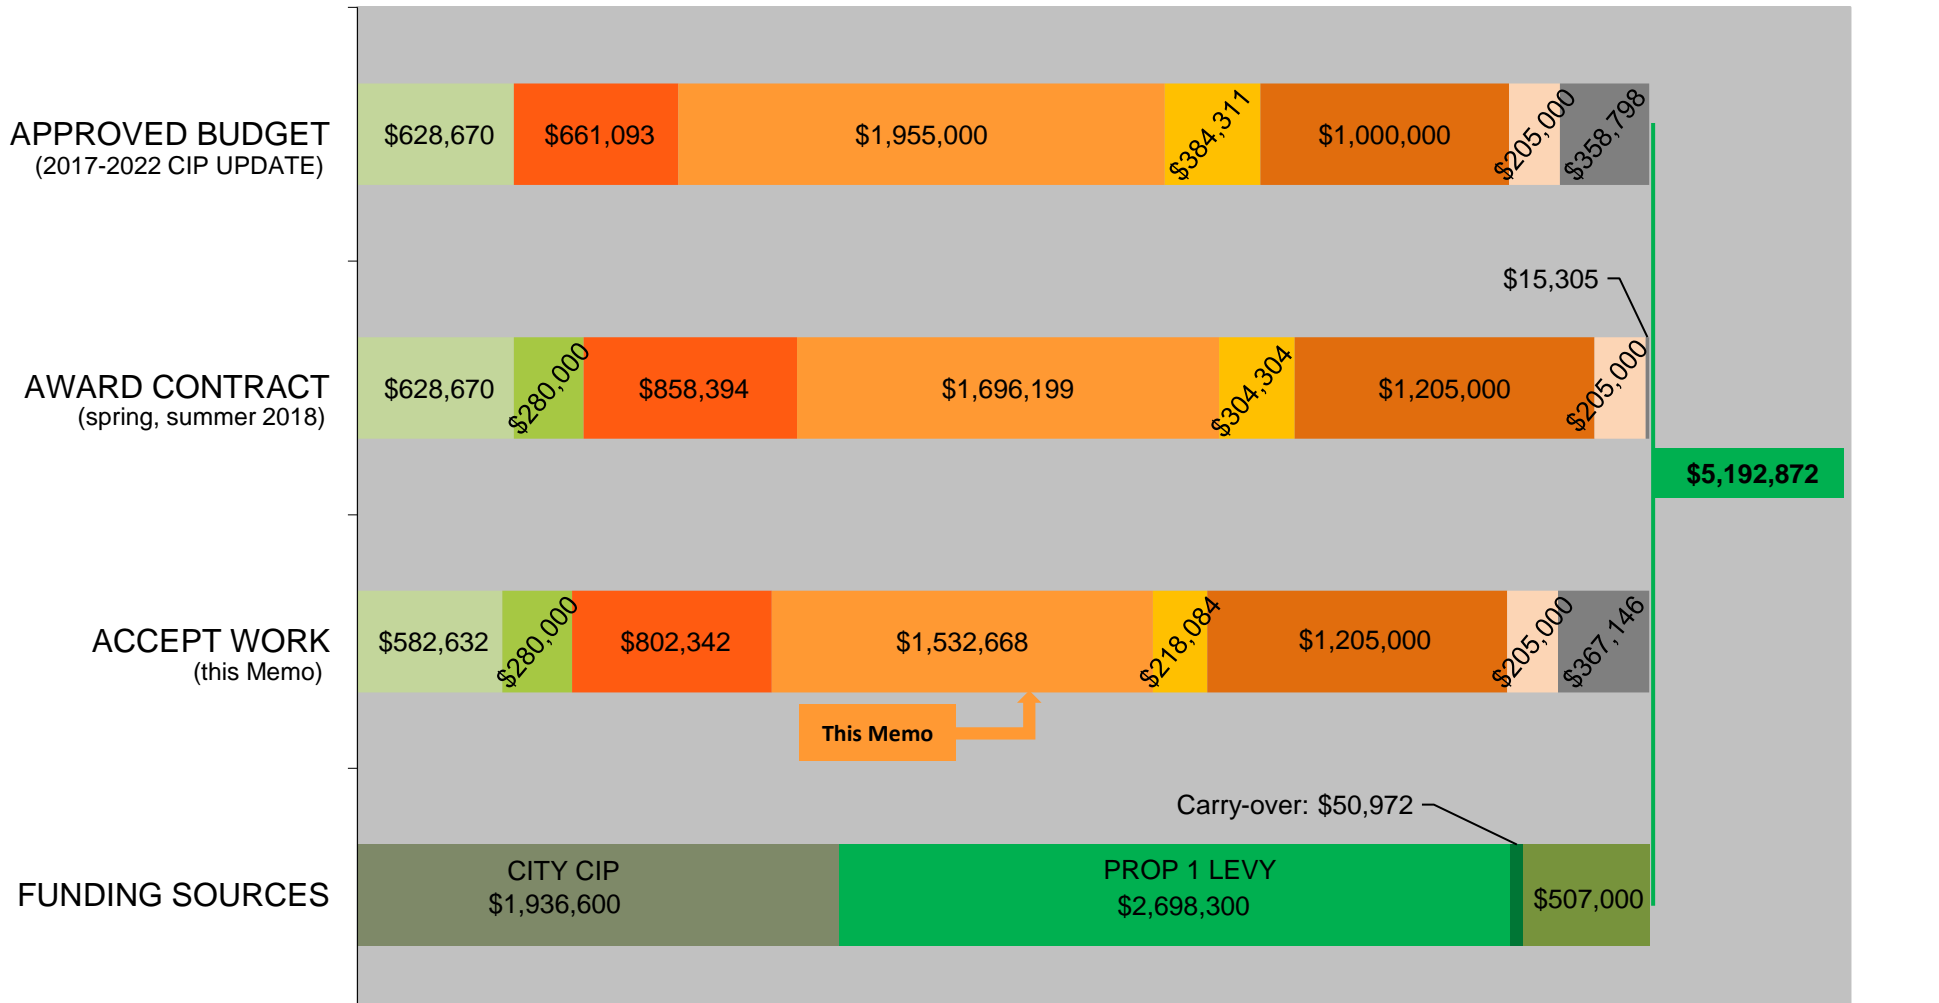 APPROVED BUDGET
(2017-2022 CIP UPDATE)
$628,670
$661,093
$1,955,000
$384,311
$1,000,000
$205,000
$358,798
$15,305
AWARD CONTRACT
(spring, summer 2018)
$628,670
$280,000
$858,394
$1,696,199
$304,304
$1,205,000
$205,000
$5,192,872
ACCEPT WORK
(this Memo)
$582,632
$280,000
$802,342
$1,532,668
$218,084
$1,205,000
$205,000
$367,146
This Memo
Carry-over: $50,972
FUNDING SOURCES
CITY CIP
$1,936,600
PROP 1 LEVY
$2,698,300
$507,000